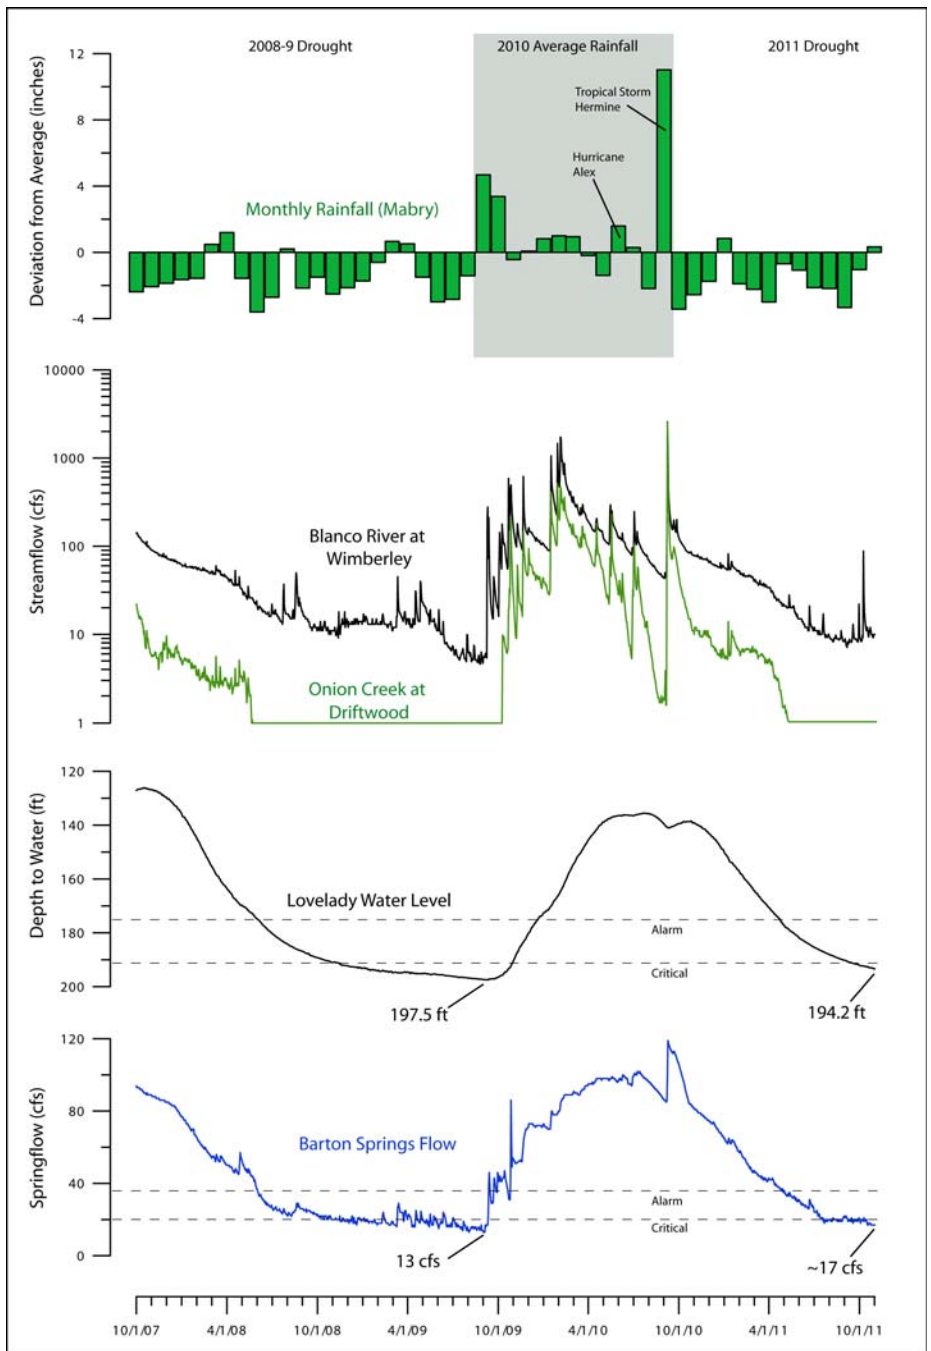 2008-9 Drought
2010 Average Rainfall
2011 Drought
Deviation from Average (inches)
12
8
4
0
-4
Tropical Storm
Hermine
Hurricane
Alex
Monthly Rainfall (Mabry)
Streamflow (cfs)
10000
1000
100
10
1
Blanco River at
Wimberley
Onion Creek at
Driftwood
Depth to Water (ft)
120
140
160
180
200
Lovelady Water Level
Alarm
Critical
197.5 ft
194.2 ft
Springflow (cfs)
120
80
40
0
Barton Springs Flow
Alarm
Critical
13 cfs
~17 cfs
10/1/07
4/1/08
10/1/08
4/1/09
10/1/09
4/1/10
10/1/10
4/1/11
10/1/11